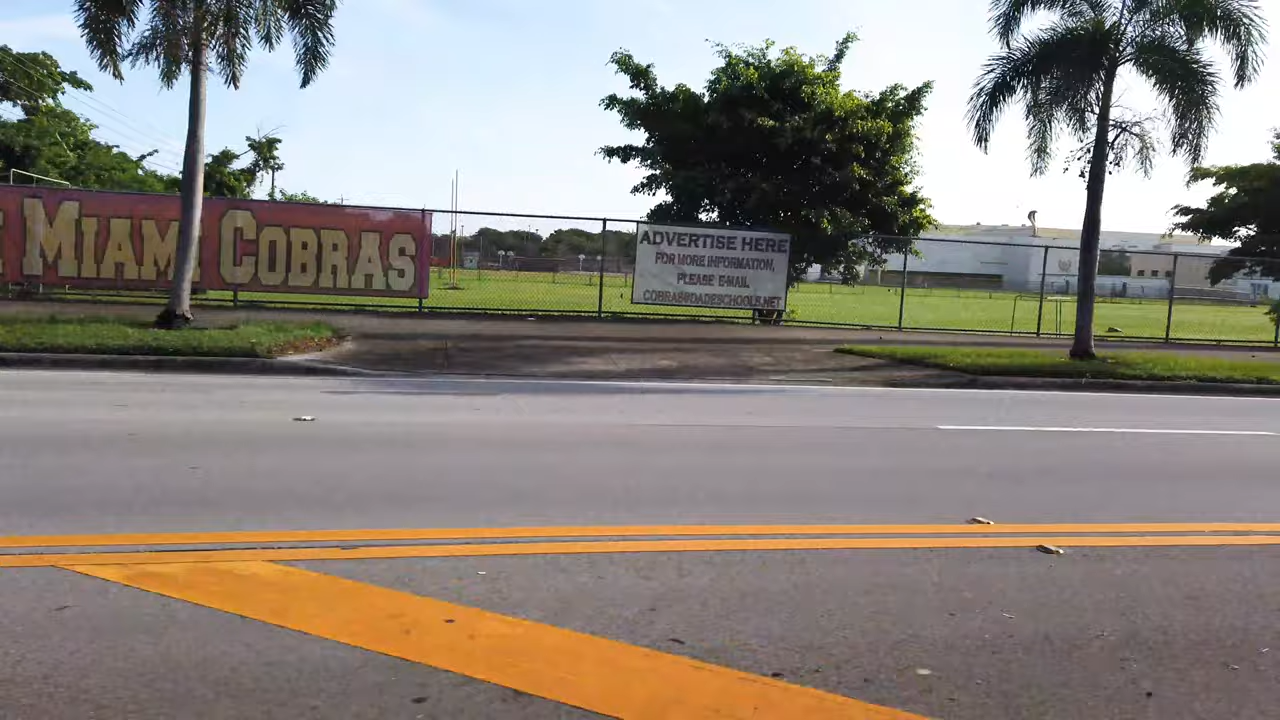 Miami Cobras
ADVERTISE HERE
FOR MORE INFORMATION,
PLEASE E-MAIL
COBRAS@DADESCHOOLS.NET